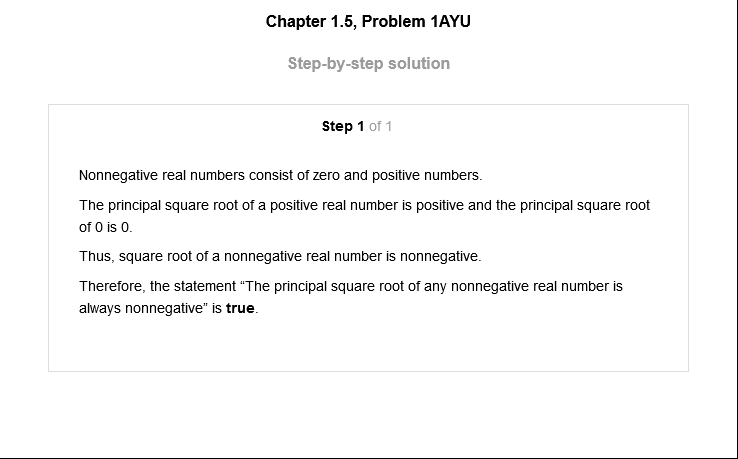 Chapter 1.5, Problem 1AYU
Step-by-step solution
Step 1 of 1
Nonnegative real numbers consist of zero and positive numbers.
The principal square root of a positive real number is positive and the principal square root
of 0 is 0.
Thus, square root of a nonnegative real number is nonnegative.
Therefore, the statement “The principal square root of any nonnegative real number is
always nonnegative” is true.